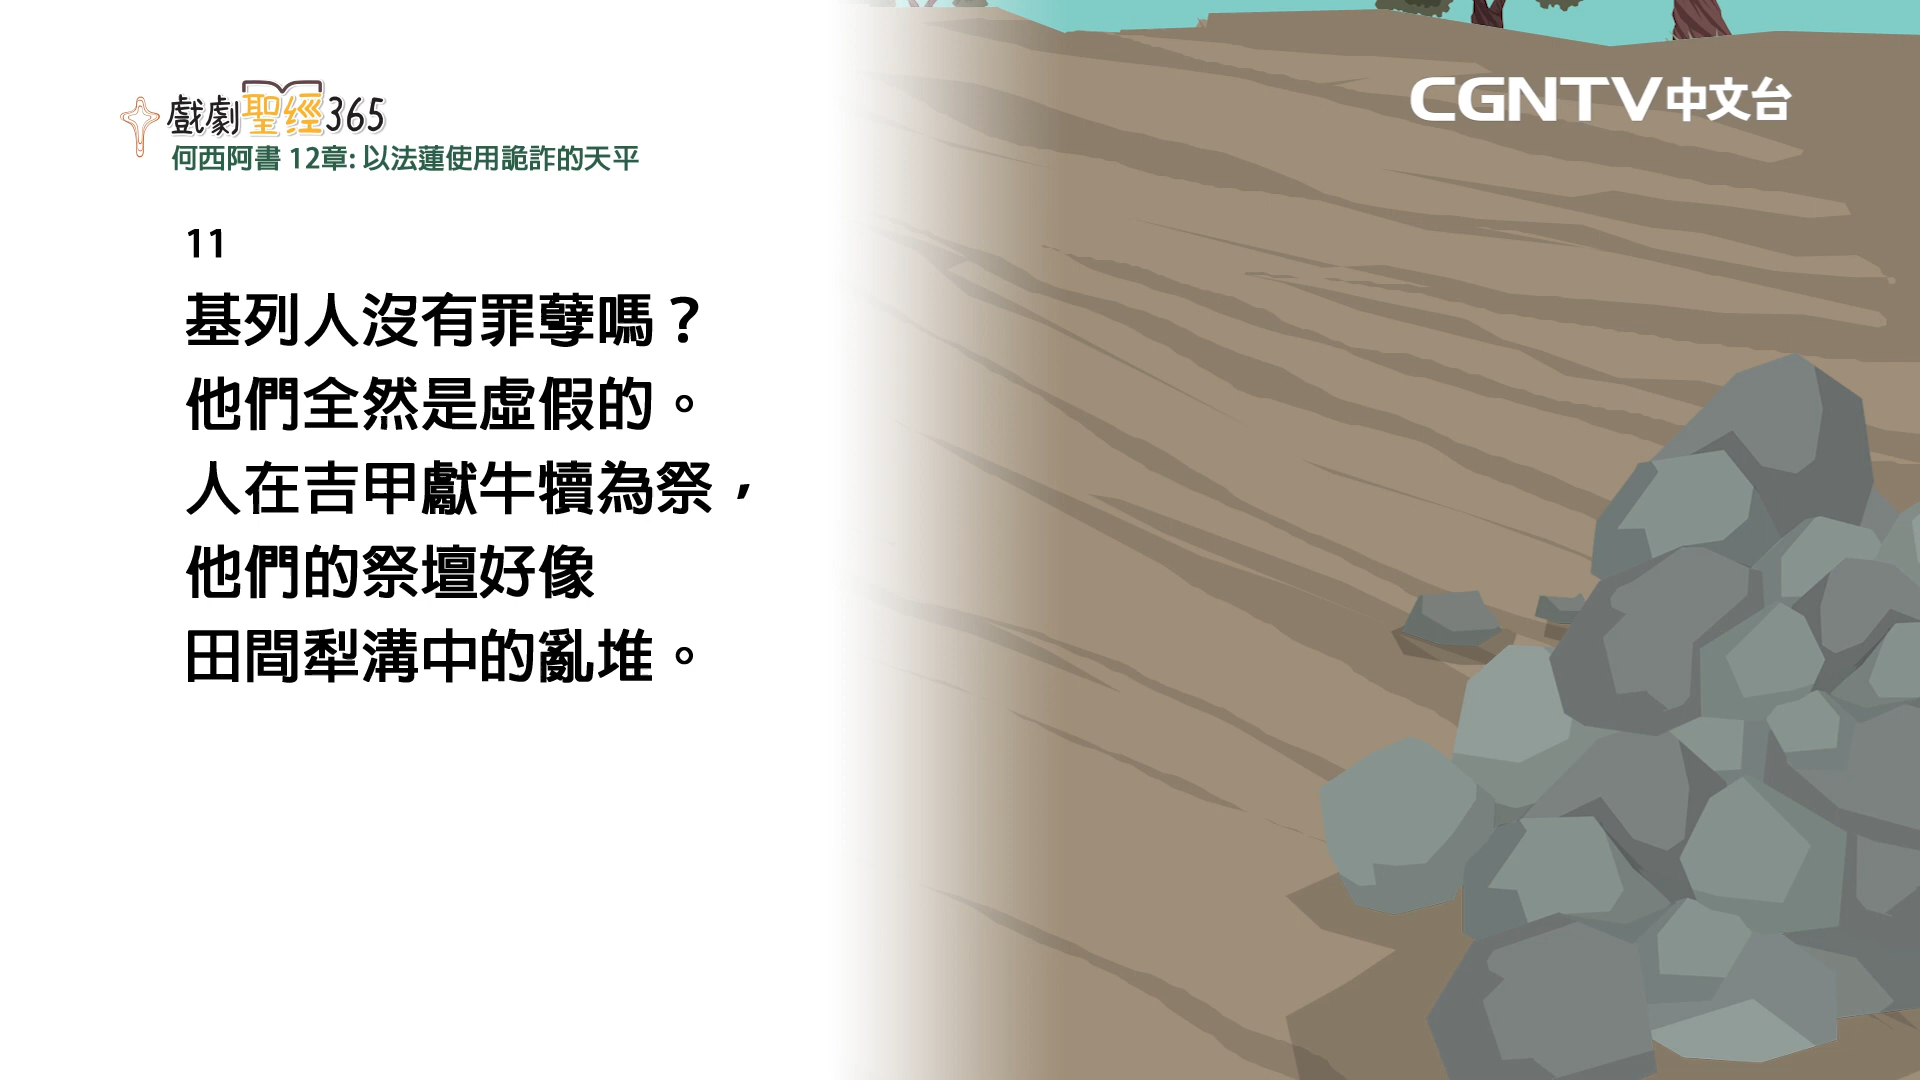 戲劇聖經365
何西阿書 12章: 以法蓮使用詭詐的天平
CGNTV中文台
11
基列人沒有罪孽嗎？
他們全然是虛假的。
人在吉甲獻牛犢為祭，
他們的祭壇好像
田間犁溝中的亂堆。